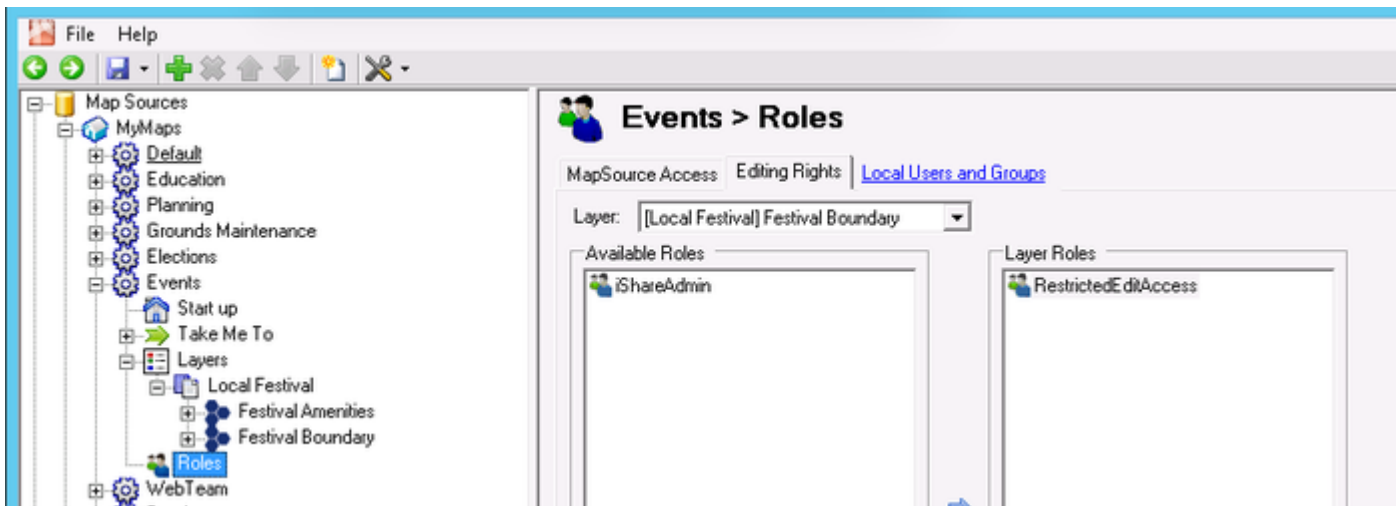 File Help
Map Sources
MyMaps
Default
Education
Planning
Grounds Maintenance
Elections
Events
Start up
Take Me To
Layers
Local Festival
Festival Amenities
Festival Boundary
Roles
WebTeam
Events > Roles
MapSource Access Editing Rights Local Users and Groups
Layer: [Local Festival] Festival Boundary
Available Roles
iShareAdmin
Layer Roles
RestrictedEditAccess